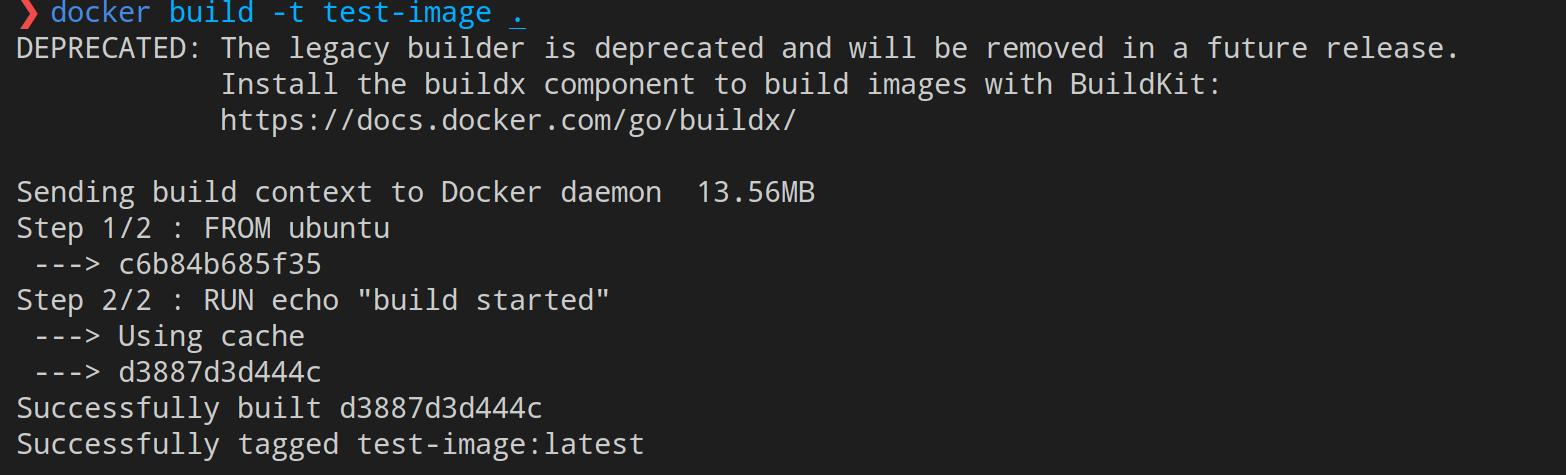 ❯ docker build -t test-image .
DEPRECATED: The legacy builder is deprecated and will be removed in a future release.
            Install the buildx component to build images with BuildKit:
            https://docs.docker.com/go/buildx/

Sending build context to Docker daemon  13.56MB
Step 1/2 : FROM ubuntu
 ---> c6b84b685f35
Step 2/2 : RUN echo "build started"
 ---> Using cache
 ---> d3887d3d444c
Successfully built d3887d3d444c
Successfully tagged test-image:latest